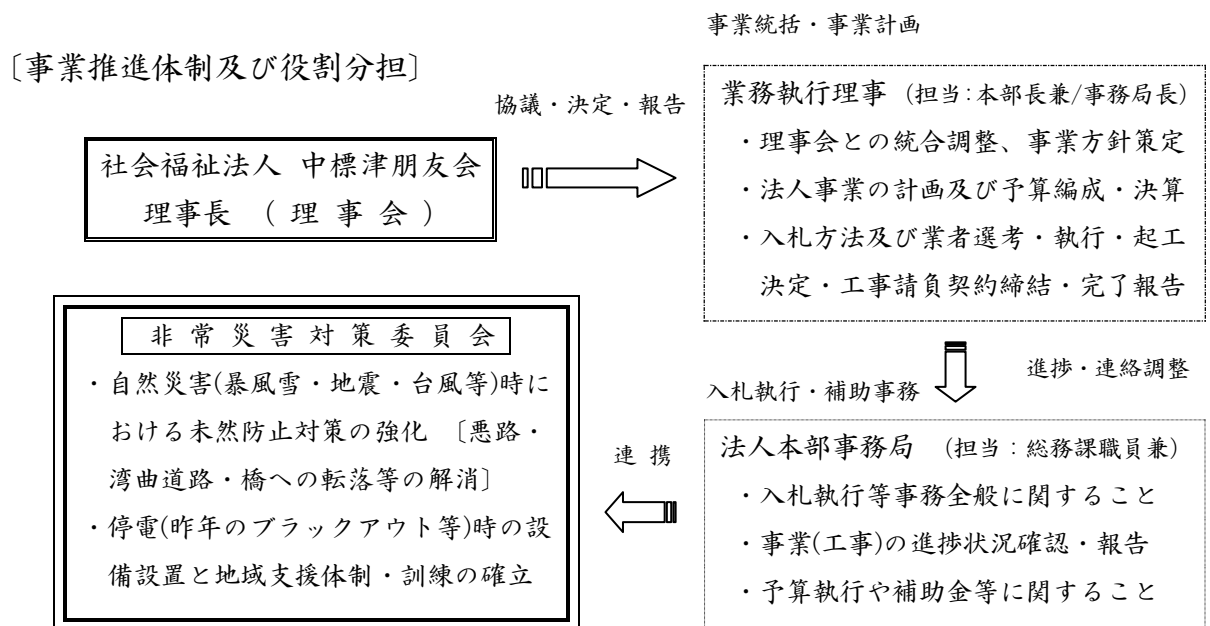 事業統括・事業計画
〔事業推進体制及び役割分担〕
協議・決定・報告
社会福祉法人 中標津朋友会
理事長 (理事会)
業務執行理事 (担当:本部長兼/事務局長)
・理事会との統合調整、事業方針策定
・法人事業の計画及び予算編成・決算
・入札方法及び業者選考・執行・起工
決定・工事請負契約締結・完了報告
入札執行・補助事務
進捗・連絡調整
法人本部事務局 (担当:総務課職員兼)
・入札執行等事務全般に関すること
・事業(工事)の進捗状況確認・報告
・予算執行や補助金等に関すること
連携
非常災害対策委員会
・自然災害(暴風雪・地震・台風等)時に
おける未然防止対策の強化 〔悪路・
湾曲道路・橋への転落等の解消〕
・停電(昨年のブラックアウト等)時の設
備設置と地域支援体制・訓練の確立